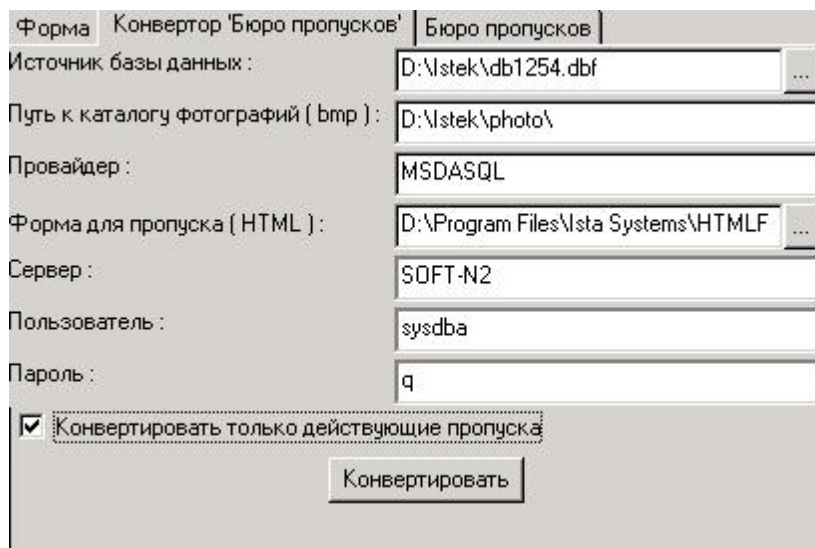 Форма Конвертор 'Бюро пропусков' Бюро пропусков
Источник базы данных : D:\Istek\db1254.dbf ...
Путь к каталогу фотографий ( bmp ) : D:\Istek\photo\
Провайдер : MSDASQL
Форма для пропуска ( HTML ) : D:\Program Files\Ista Systems\HTMLF ...
Сервер : SOFT-N2
Пользователь : sysdba
Пароль : q
Конвертировать только действующие пропуска
Конвертировать